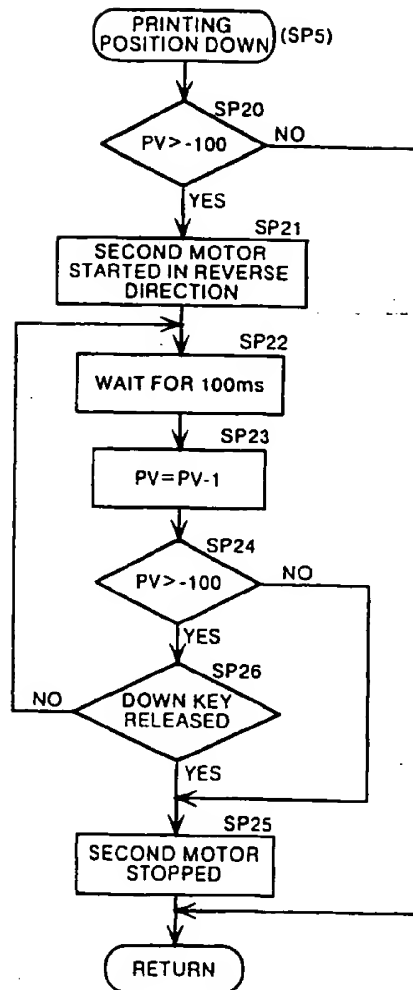 PRINTING
POSITION DOWN
(SP5)
SP20
PV>-100
NO
YES
SP21
SECOND MOTOR
STARTED IN REVERSE
DIRECTION
SP22
WAIT FOR 100ms
SP23
PV=PV-1
SP24
PV>-100
NO
YES
SP26
NO
DOWN KEY
RELEASED
YES
SP25
SECOND MOTOR
STOPPED
RETURN